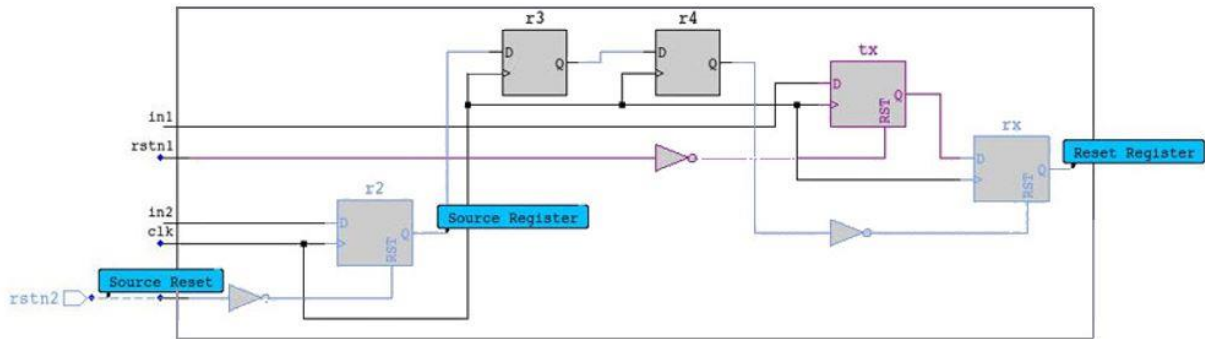 r3
r4
D
Q
D
Q
tx
D
Q
RST
in1
rstn1
rx
D
Q
RST
Reset Register
r2
in2
D
Q
RST
Source Register
clk
Source Reset
rstn2